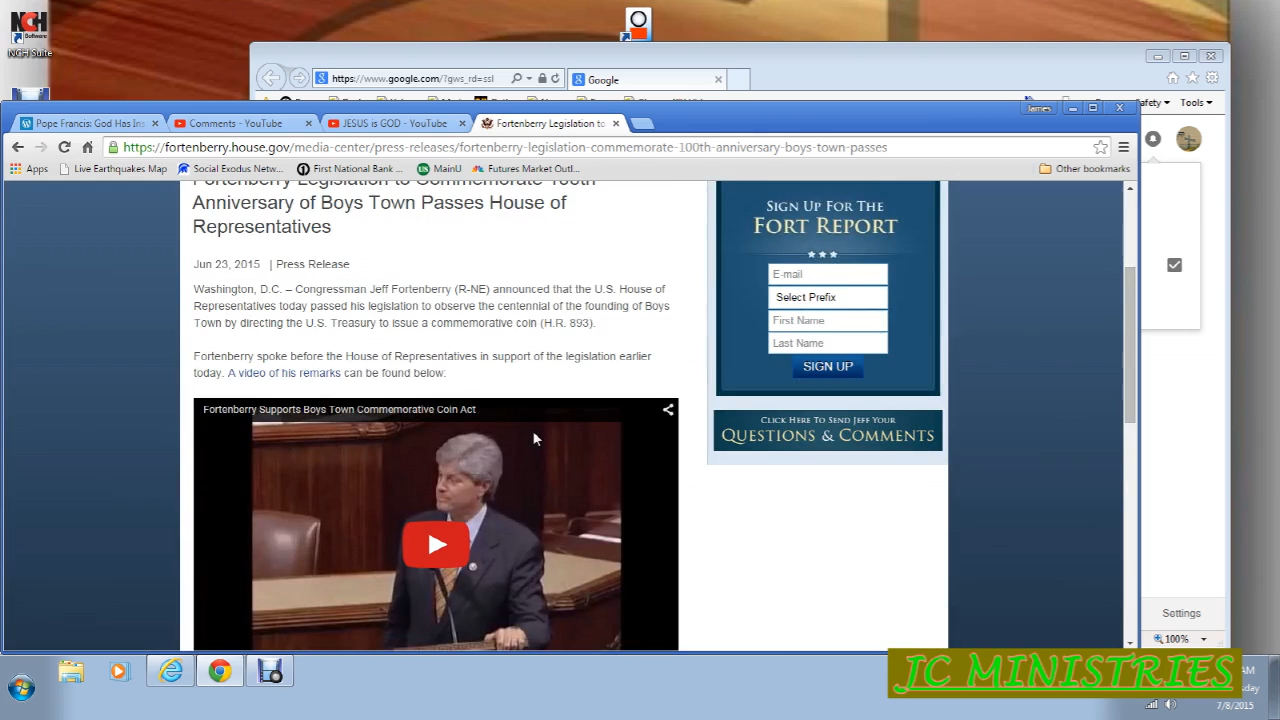 NCH Suite
https://www.google.com/?gws_rd=ssl
Google
Safety
Tools
Pope Francis: God Has Ins
Comments - YouTube
JESUS is GOD - YouTube
Fortenberry Legislation to
https://fortenberry.house.gov/media-center/press-releases/fortenberry-legislation-commemorate-100th-anniversary-boys-town-passes
Apps
Live Earthquakes Map
Social Exodus Netw...
First National Bank ...
MainU
Futures Market Outl...
Other bookmarks
Fortenberry Legislation to Commemorate 100th
Anniversary of Boys Town Passes House of
Representatives
Jun 23, 2015 | Press Release
Washington, D.C. – Congressman Jeff Fortenberry (R-NE) announced that the U.S. House of
Representatives today passed his legislation to observe the centennial of the founding of Boys
Town by directing the U.S. Treasury to issue a commemorative coin (H.R. 893).
Fortenberry spoke before the House of Representatives in support of the legislation earlier
today. A video of his remarks can be found below:
Fortenberry Supports Boys Town Commemorative Coin Act
SIGN UP FOR THE
FORT REPORT
E-mail
Select Prefix
First Name
Last Name
SIGN UP
CLICK HERE TO SEND JEFF YOUR
QUESTIONS & COMMENTS
Settings
100%
JC MINISTRIES
AM
7/8/2015